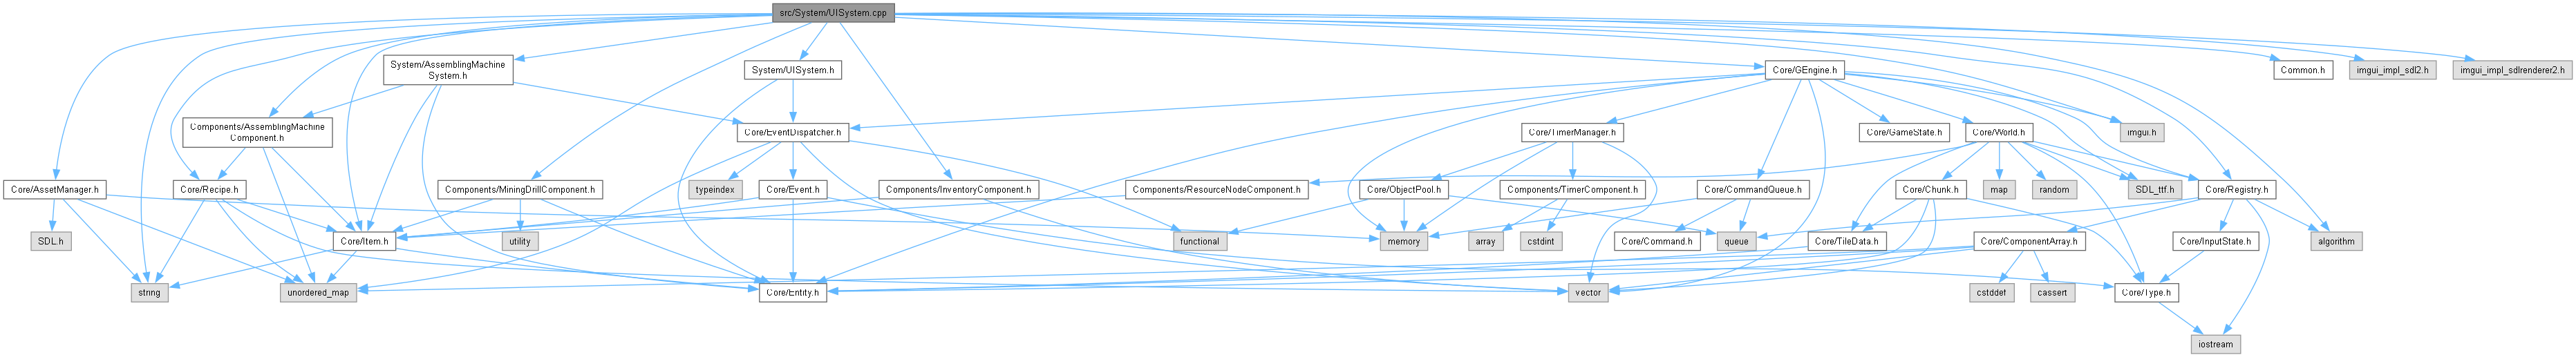 src/System/UISystem.cpp
System/AssemblingMachine
System.h
System/UISystem.h
Core/GEngine.h
Common.h
imgui_impl_sdl2.h
imgui_impl_sdlrenderer2.h
Components/AssemblingMachine
Component.h
Core/EventDispatcher.h
Core/TimerManager.h
Core/GameState.h
Core/World.h
imgui.h
Core/AssetManager.h
Core/Recipe.h
Components/MiningDrillComponent.h
typeindex
Core/Event.h
Components/InventoryComponent.h
Components/ResourceNodeComponent.h
Core/ObjectPool.h
Components/TimerComponent.h
Core/CommandQueue.h
Core/Chunk.h
map
random
SDL_ttf.h
Core/Registry.h
SDL.h
Core/Item.h
utility
functional
memory
array
cstdint
Core/Command.h
queue
Core/TileData.h
Core/ComponentArray.h
Core/InputState.h
algorithm
string
unordered_map
Core/Entity.h
vector
cstddef
cassert
Core/Type.h
iostream